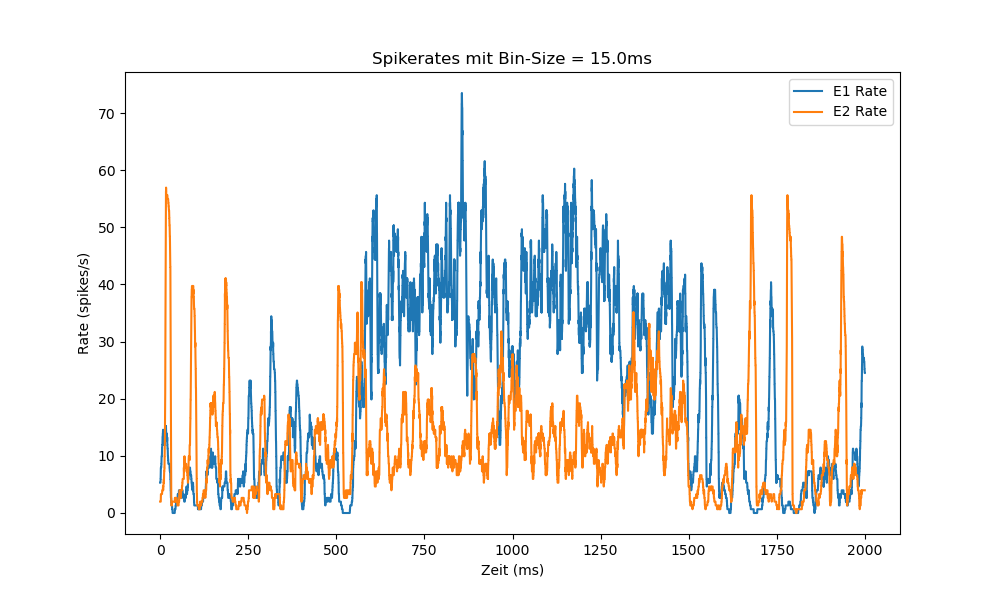 Spikerates mit Bin-Size = 15.0ms
E1 Rate
E2 Rate
Rate (spikes/s)
70
60
50
40
30
20
10
0
0 250 500 750 1000 1250 1500 1750 2000
Zeit (ms)